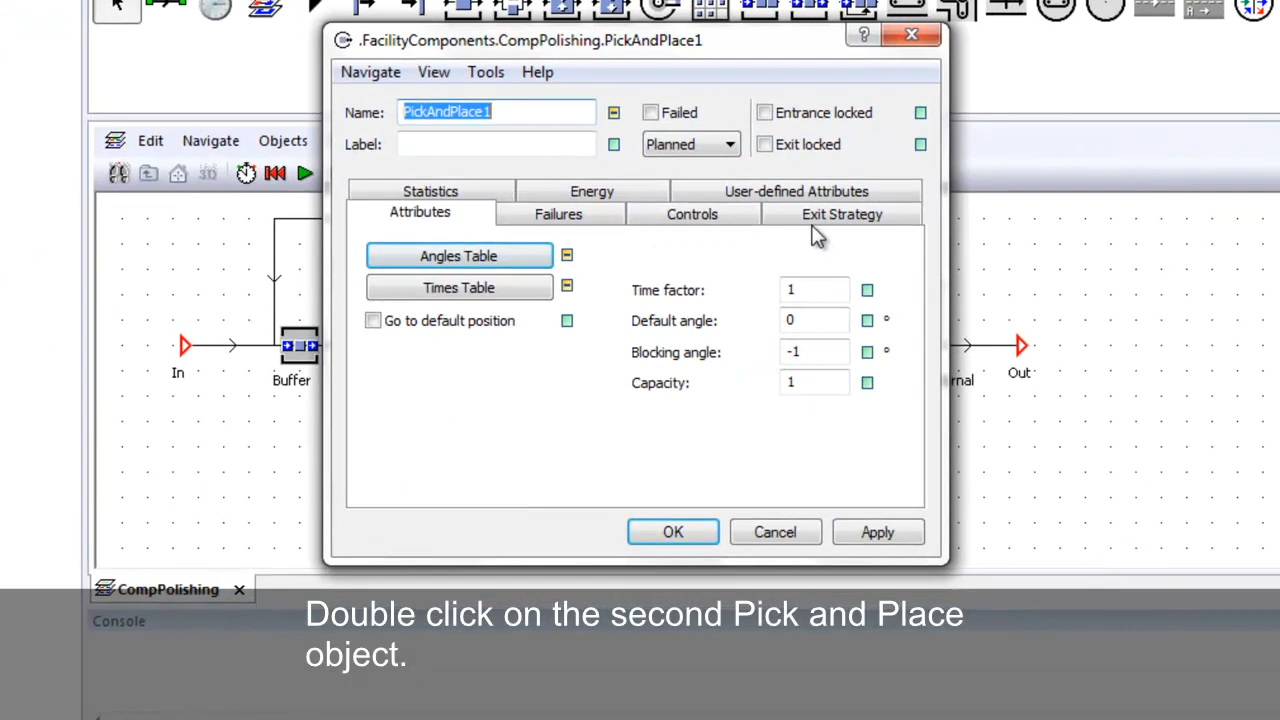 .FacilityComponents.CompPolishing.PickAndPlace1
Navigate View Tools Help
Name: PickAndPlace1 Failed Entrance locked
Label: Planned Exit locked
Edit Navigate Objects
3D
Statistics Energy User-defined Attributes
Attributes Failures Controls Exit Strategy
Angles Table
Times Table
Time factor: 1
Go to default position
Default angle: 0 °
Blocking angle: -1 °
Capacity: 1
In
Buffer
rnal
Out
OK Cancel Apply
CompPolishing
Console
Double click on the second Pick and Place
object.